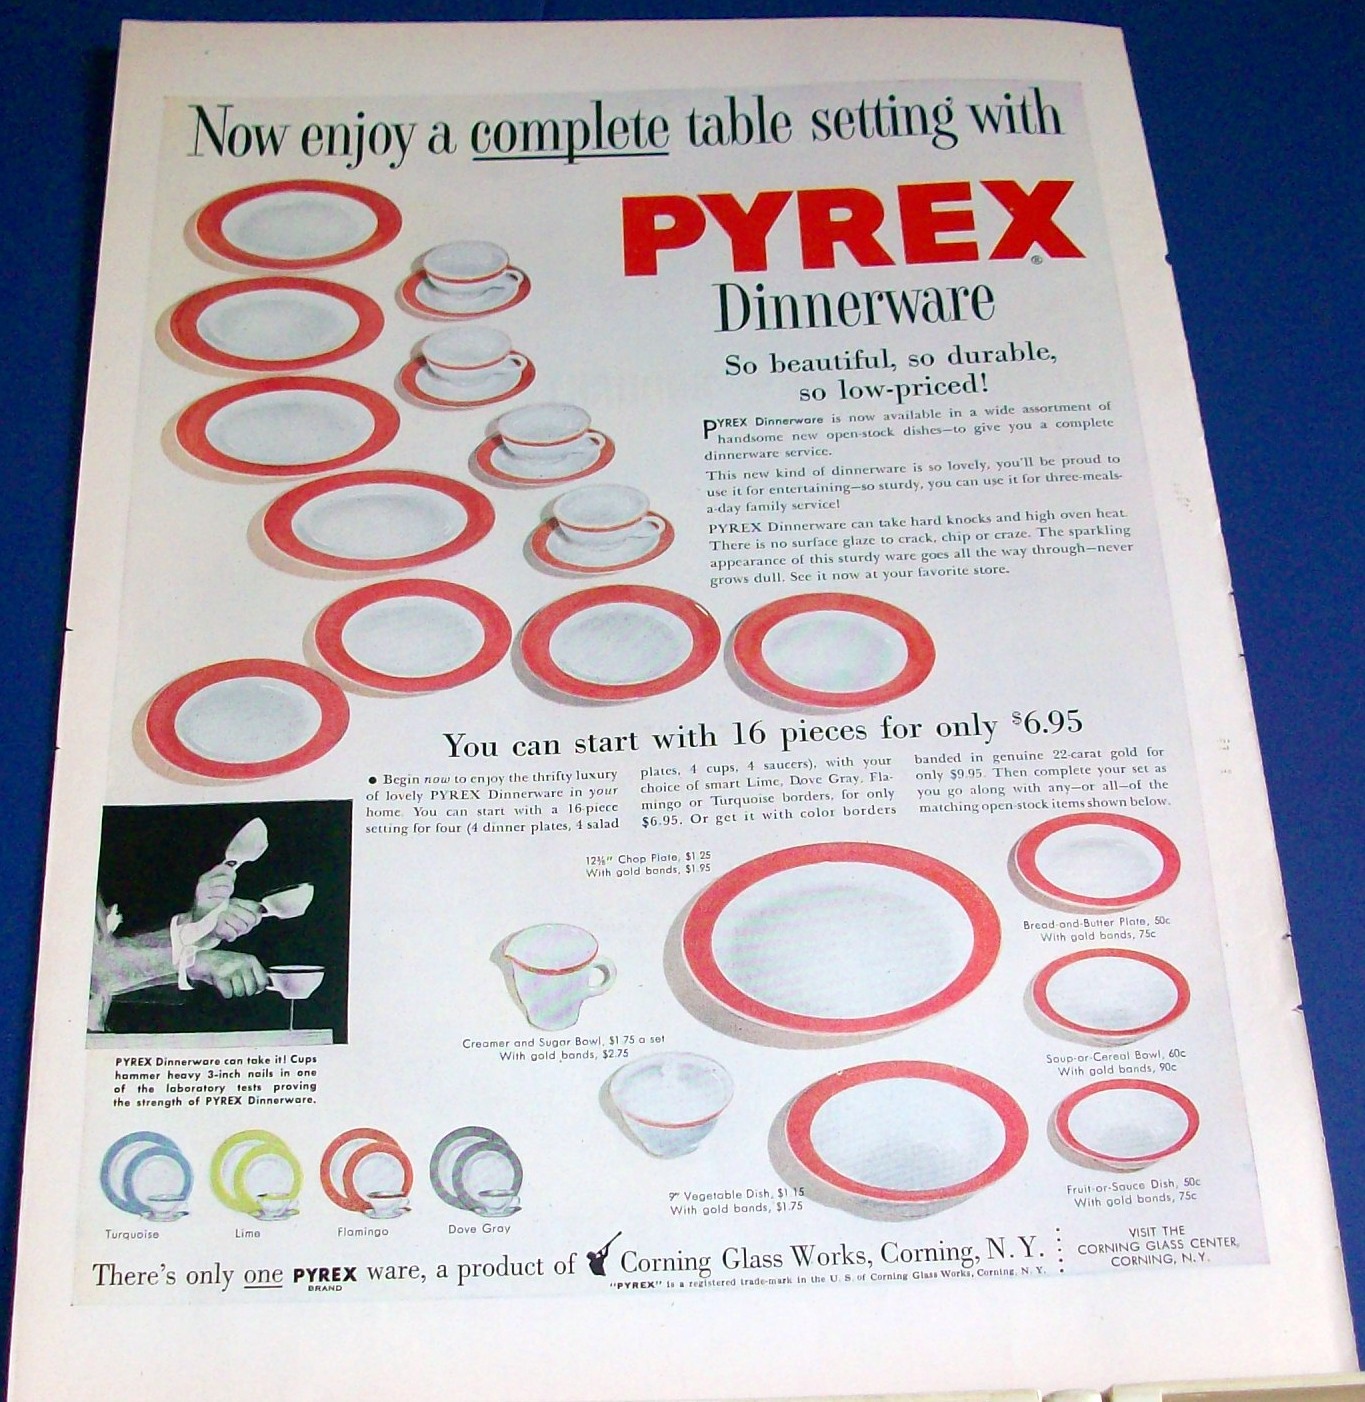 Now enjoy a complete table setting with
PYREX
®
Dinnerware
So beautiful, so durable,
so low-priced!
PYREX Dinnerware is now available in a wide assortment of
handsome new open-stock dishes—to give you a complete
dinnerware service.
This new kind of dinnerware is so lovely, you'll be proud to
use it for entertaining—so sturdy, you can use it for three-meals-
a-day family service!
PYREX Dinnerware can take hard knocks and high oven heat.
There is no surface glaze to crack, chip or craze. The sparkling
appearance of this sturdy ware goes all the way through—never
grows dull. See it now at your favorite store.
You can start with 16 pieces for only $6.95
• Begin now to enjoy the thrifty luxury
of lovely PYREX Dinnerware in your
home. You can start with a 16-piece
setting for four (4 dinner plates, 4 salad
plates, 4 cups, 4 saucers), with your
choice of smart Lime, Dove Gray, Fla-
mingo or Turquoise borders, for only
$6.95. Or get it with color borders
banded in genuine 22-carat gold for
only $9.95. Then complete your set as
you go along with any—or all—of the
matching open-stock items shown below.
12⅜" Chop Plate, $1.25
With gold bands, $1.95
Bread-and-Butter Plate, 50c
With gold bands, 75c
Creamer and Sugar Bowl, $1.75 a set
With gold bands, $2.75
Soup-or-Cereal Bowl, 60c
With gold bands, 90c
PYREX Dinnerware can take it! Cups
hammer heavy 3-inch nails in one
of the laboratory tests proving
the strength of PYREX Dinnerware.
9" Vegetable Dish, $1.15
With gold bands, $1.75
Fruit-or-Sauce Dish, 50c
With gold bands, 75c
Turquoise
Lime
Flamingo
Dove Gray
There's only one PYREX ware, a product of Corning Glass Works, Corning, N. Y.
BRAND
"PYREX" is a registered trade-mark in the U. S. of Corning Glass Works, Corning, N. Y.
VISIT THE
CORNING GLASS CENTER,
CORNING, N.Y.